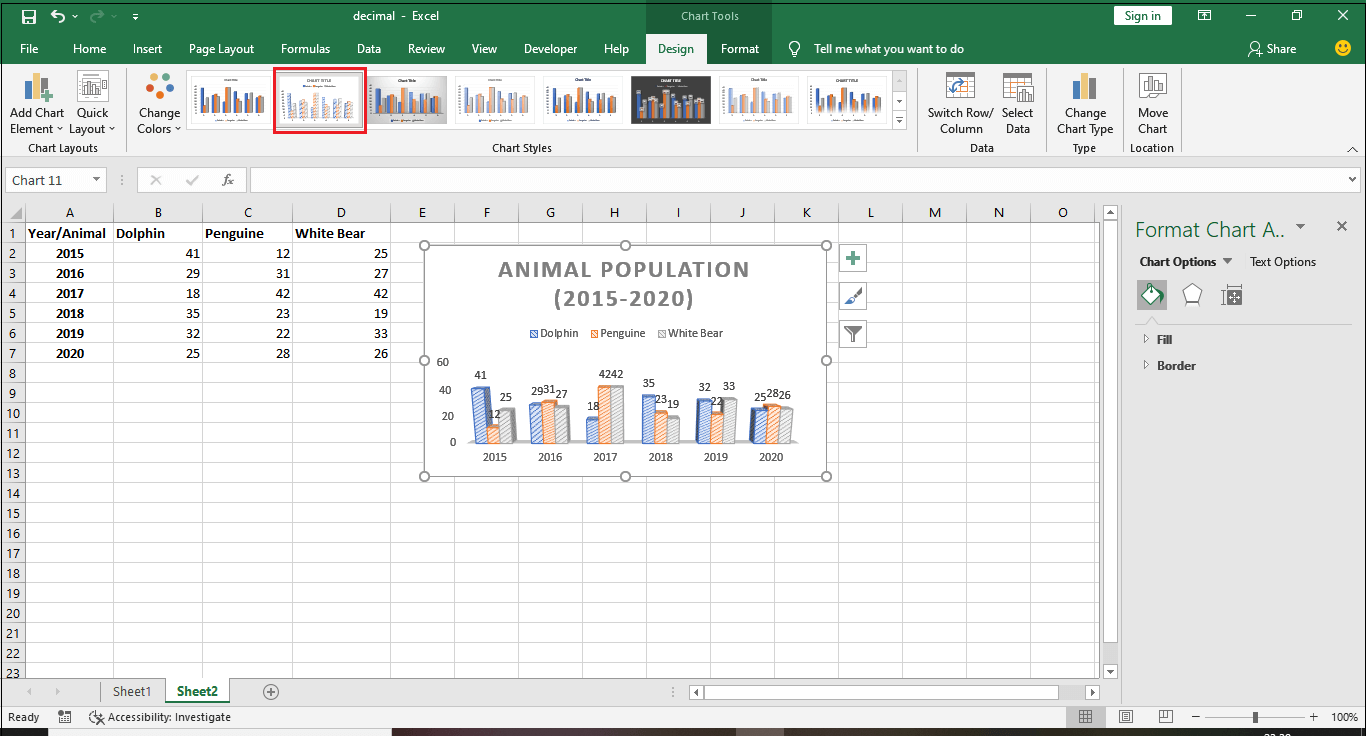 decimal - Excel
Chart Tools
Sign in
File Home Insert Page Layout Formulas Data Review View Developer Help Design Format Tell me what you want to do Share
Add Chart Element
Quick Layout
Change Colors
Switch Row/ Column
Select Data
Change Chart Type
Move Chart
Chart Layouts Chart Styles Data Type Location
Chart 11
fx
A B C D E F G H I J K L M N O
1 Year/Animal Dolphin Penguine White Bear
2 2015 41 12 25
3 2016 29 31 27
4 2017 18 42 42
5 2018 35 23 19
6 2019 32 22 33
7 2020 25 28 26
8
9
10
11
12
13
14
15
16
17
18
19
20
21
22
23
ANIMAL POPULATION
(2015-2020)
Dolphin Penguine White Bear
60
40
20
0
41 12 25 29 31 27 18 42 42 35 23 19 32 22 33 25 28 26
2015 2016 2017 2018 2019 2020
Format Chart A..
Chart Options Text Options
Fill
Border
Sheet1 Sheet2
Ready Accessibility: Investigate 100%